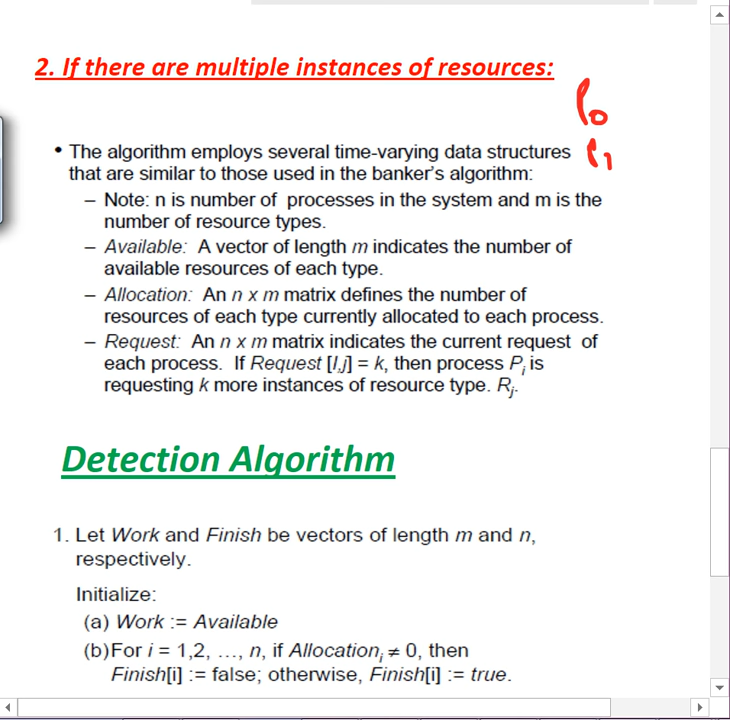 2. If there are multiple instances of resources:
P0
• The algorithm employs several time-varying data structures
P1
that are similar to those used in the banker's algorithm:
– Note: n is number of processes in the system and m is the
number of resource types.
– Available: A vector of length m indicates the number of
available resources of each type.
– Allocation: An n x m matrix defines the number of
resources of each type currently allocated to each process.
– Request: An n x m matrix indicates the current request of
each process. If Request [I,j] = k, then process Pi is
requesting k more instances of resource type. Rj.
Detection Algorithm
1. Let Work and Finish be vectors of length m and n,
respectively.
Initialize:
(a) Work := Available
(b)For i = 1,2, …, n, if Allocationi ≠ 0, then
Finish[i] := false; otherwise, Finish[i] := true.